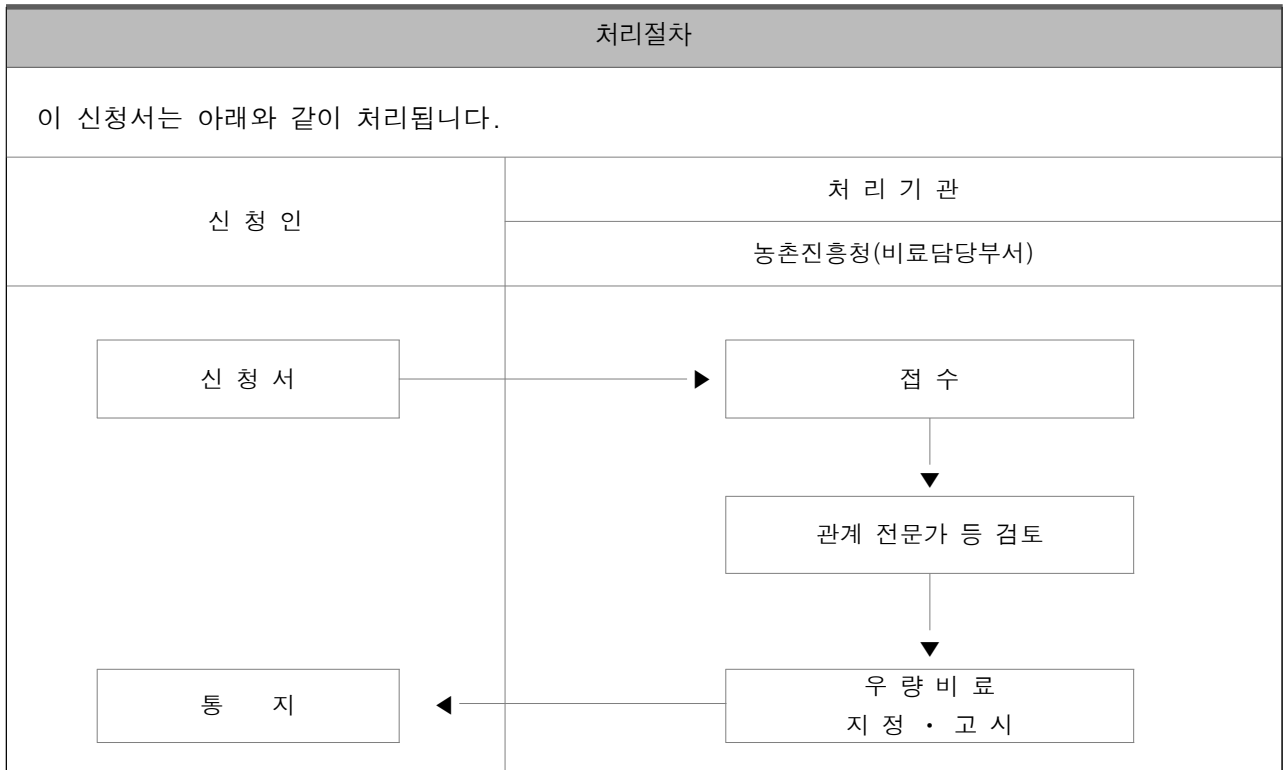 처리절차
이 신청서는 아래와 같이 처리됩니다.
신 청 인
처 리 기 관
농촌진흥청(비료담당부서)
신 청 서
접 수
관계 전문가 등 검토
우 량 비 료
지 정 · 고 시
통 지